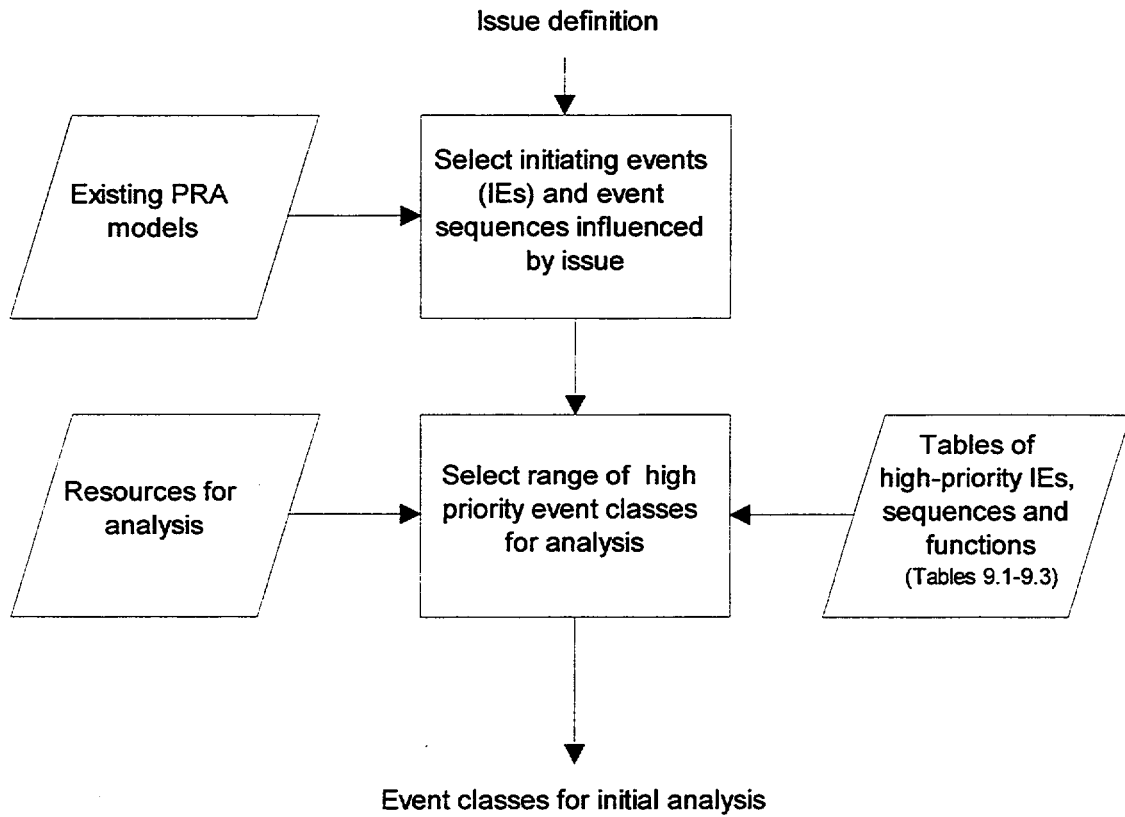 Issue definition
Existing PRA
models
Select initiating events
(IEs) and event
sequences influenced
by issue
Resources for
analysis
Select range of high
priority event classes
for analysis
Tables of
high-priority IEs,
sequences and
functions
(Tables 9.1-9.3)
Event classes for initial analysis